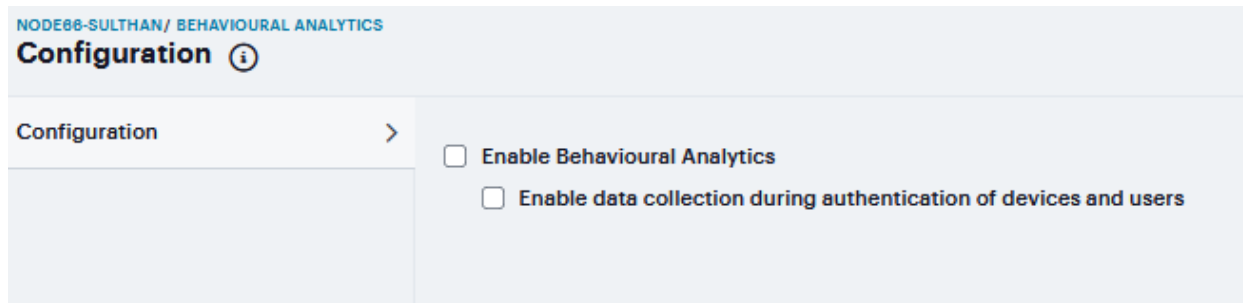 NODE66-SULTHAN/ BEHAVIOURAL ANALYTICS
Configuration
Configuration
Enable Behavioural Analytics
Enable data collection during authentication of devices and users